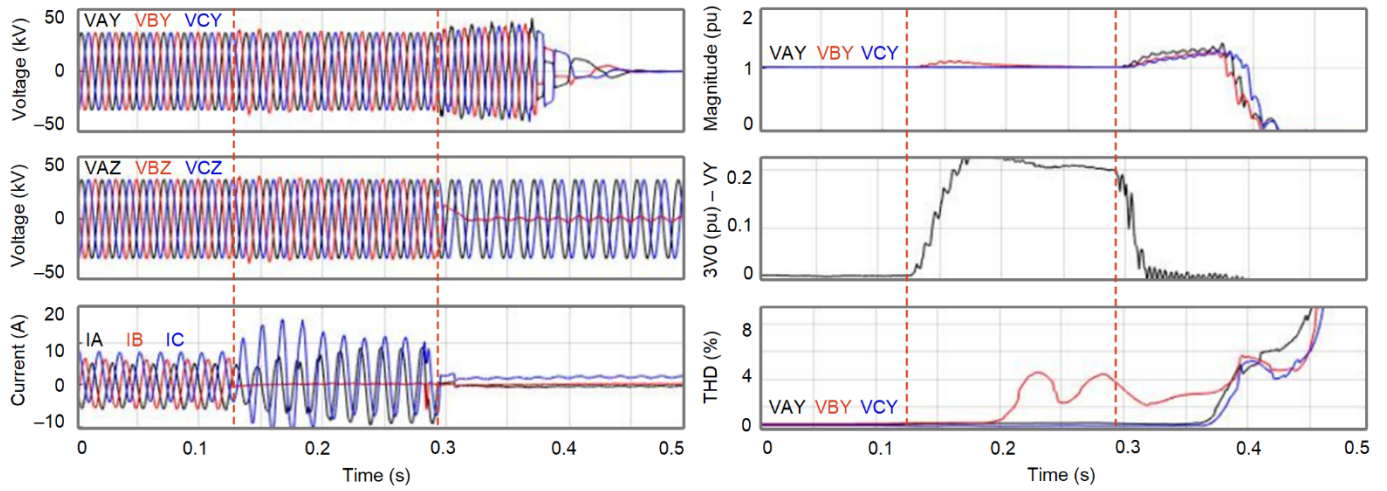 Voltage (kV)
50
0
–50
VAY VBY VCY
Voltage (kV)
50
0
–50
VAZ VBZ VCZ
Current (A)
20
10
0
–10
IA IB IC
0 0.1 0.2 0.3 0.4 0.5
Time (s)
Magnitude (pu)
2
1
0
VAY VBY VCY
3V0 (pu) – VY
0.2
0.1
0
THD (%)
8
4
0
VAY VBY VCY
0 0.1 0.2 0.3 0.4 0.5
Time (s)